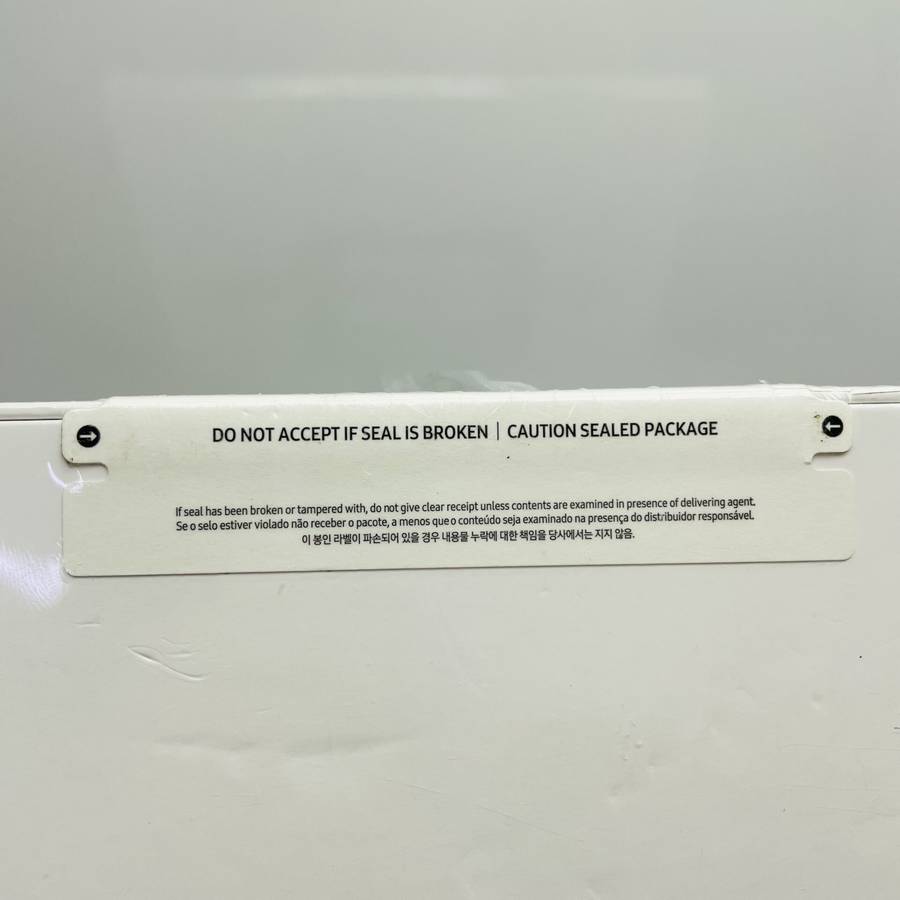 DO NOT ACCEPT IF SEAL IS BROKEN | CAUTION SEALED PACKAGE
If seal has been broken or tampered with, do not give clear receipt unless contents are examined in presence of delivering agent.
Se o selo estiver violado não receber o pacote, a menos que o conteúdo seja examinado na presença do distribuidor responsável.
이 봉인 라벨이 파손되어 있을 경우 내용물 누락에 대한 책임을 당사에서는 지지 않음.